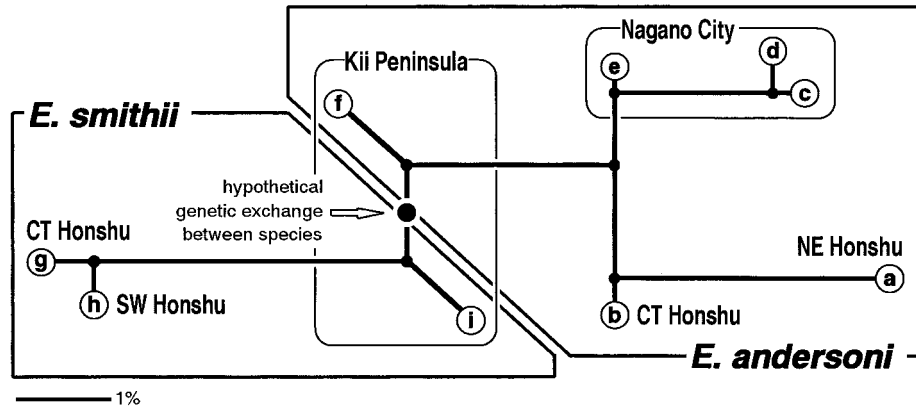 Nagano City
d
e
c
Kii Peninsula
f
E. smithii
hypothetical
genetic exchange
between species
CT Honshu
g
h SW Honshu
i
NE Honshu
a
b CT Honshu
E. andersoni
1%